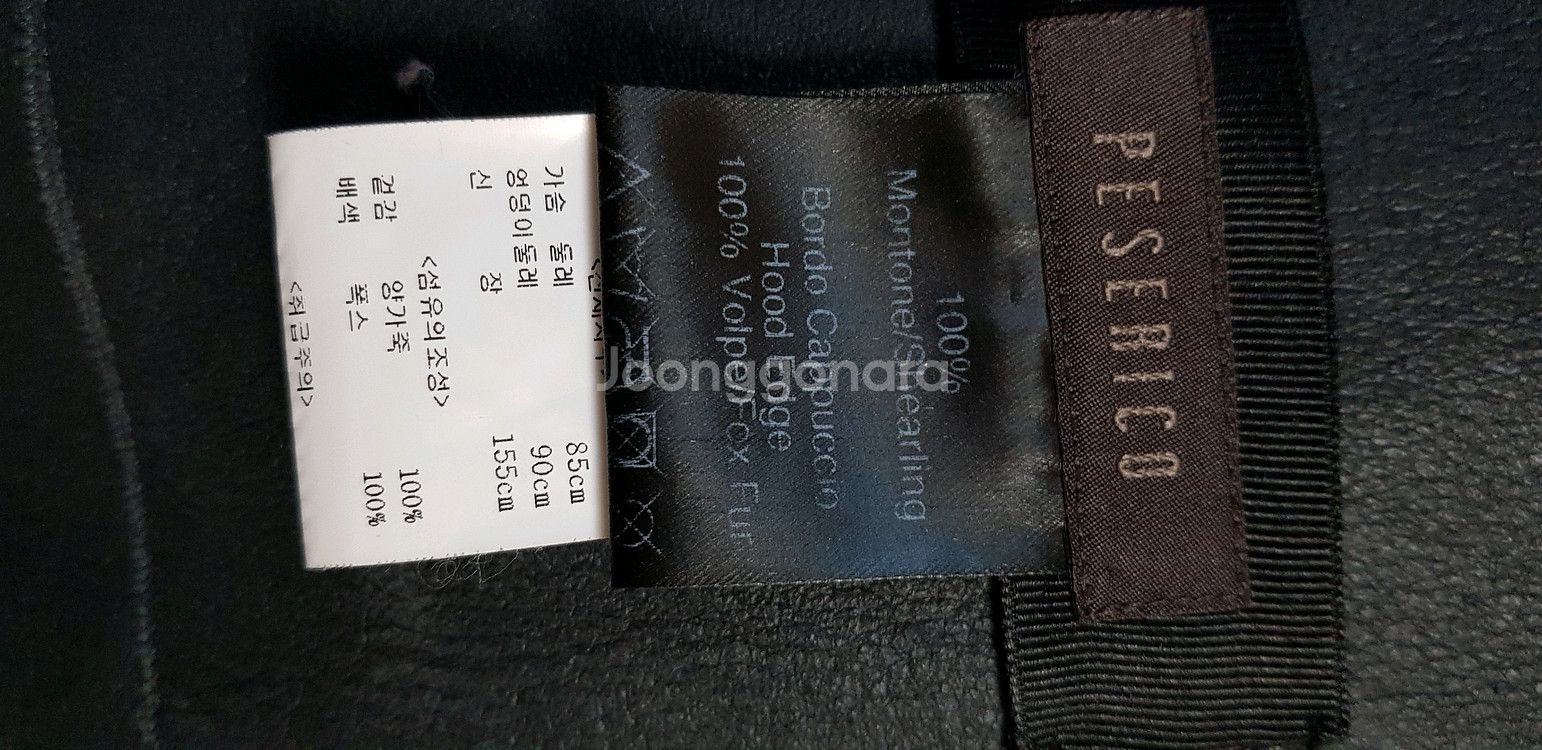 PESERICO
100%
Montone/Shearling
Bordo Cappuccio
Hood Edge
100% Volpe/Fox Fur
가슴 둘레 85cm
엉덩이둘레 90cm
신 장 155cm
<섬유의조성>
겉감 양가죽 100%
배색 폭스 100%
<취급주의>
Joonggonara